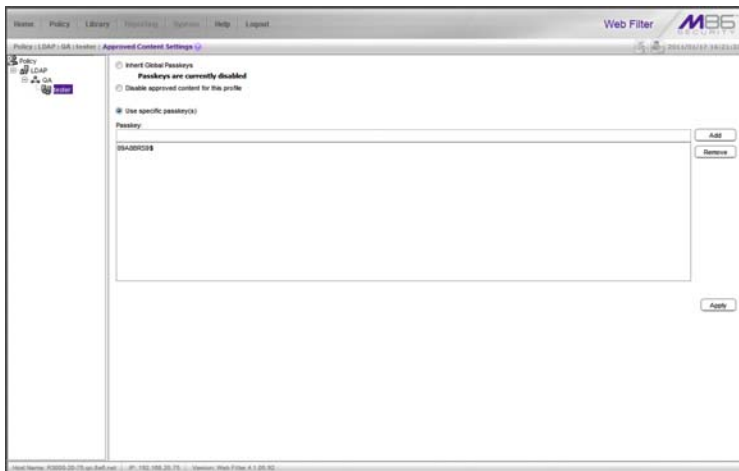 Home Policy Library Reporting System Help Logout
Web Filter
M86
SECURITY
Policy : LDAP : QA : tester : Approved Content Settings
Policy
LDAP
QA
tester
Inherit Global Passkeys
Passkeys are currently disabled
Disable approved content for this profile
Use specific passkey(s)
Passkey
Add
Remove
Apply